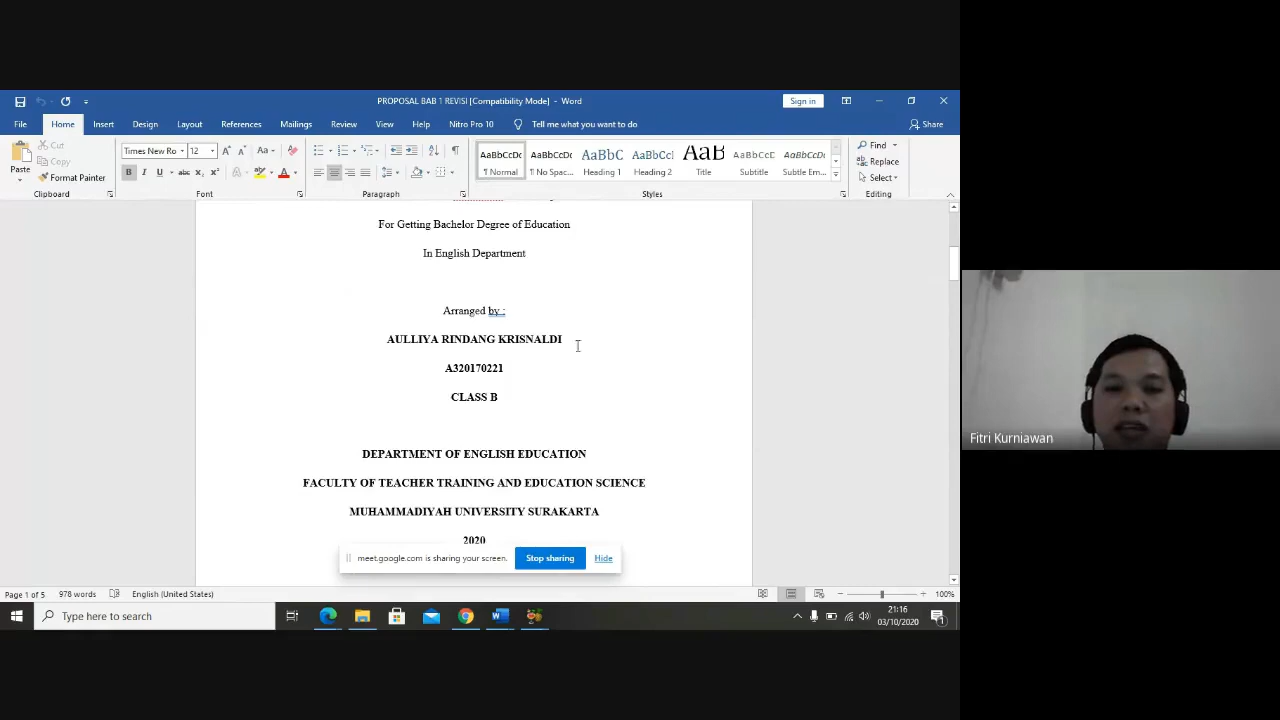 PROPOSAL BAB 1 REVISI [Compatibility Mode] - Word
Sign in
File Home Insert Design Layout References Mailings Review View Help Nitro Pro 10 Tell me what you want to do Share
Paste
Cut
Copy
Format Painter
Clipboard
Times New Ro 12
Font
Paragraph
AaBbCcDc AaBbCcDc AaBbC AaBbCcI AaB AaBbCcD AaBbCcDc
¶ Normal ¶ No Spac... Heading 1 Heading 2 Title Subtitle Subtle Em...
Styles
Find
Replace
Select
Editing
For Getting Bachelor Degree of Education
In English Department
Arranged by :
AULLIYA RINDANG KRISNALDI
A320170221
CLASS B
DEPARTMENT OF ENGLISH EDUCATION
FACULTY OF TEACHER TRAINING AND EDUCATION SCIENCE
MUHAMMADIYAH UNIVERSITY SURAKARTA
2020
meet.google.com is sharing your screen. Stop sharing Hide
Page 1 of 5 978 words English (United States) 100%
Type here to search
21:16
03/10/2020
Fitri Kurniawan